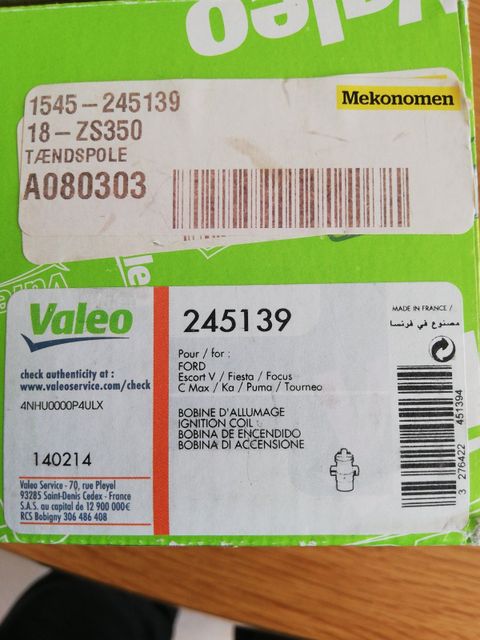 Valeo
1545-245139
Mekonomen
18-ZS350
TÆNDSPOLE
A080303
Valeo
245139
MADE IN FRANCE /
مصنوع في فرنسا
Pour / for :
FORD
Escort V / Fiesta / Focus
C Max / Ka / Puma / Tourneo
check authenticity at :
www.valeoservice.com/check
4NHU0000P4ULX
BOBINE D'ALLUMAGE
IGNITION COIL
BOBINA DE ENCENDIDO
BOBINA DI ACCENSIONE
140214
3 276422 451394
Valeo Service - 70, rue Pleyel
93285 Saint-Denis Cedex - France
S.A.S. au capital de 12 900 000€
RCS Bobigny 306 486 408